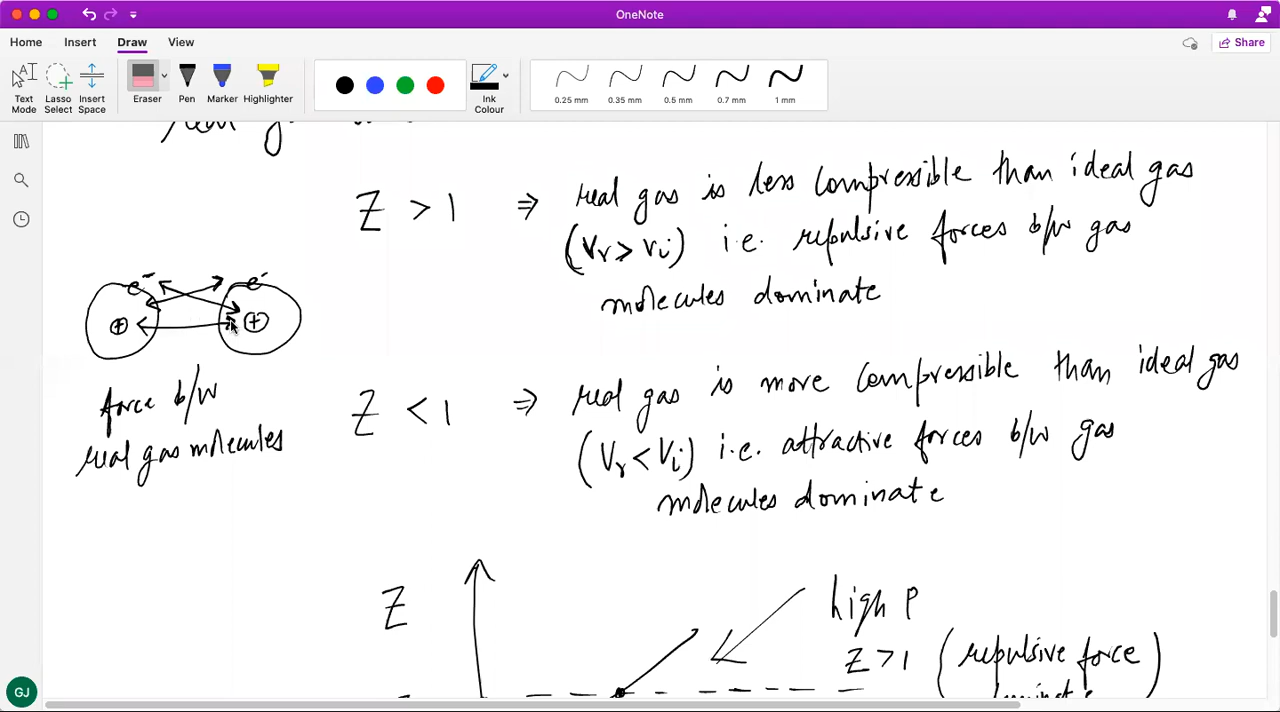 OneNote
Home Insert Draw View
Share
Text Mode
Lasso Select
Insert Space
Eraser
Pen
Marker
Highlighter
Ink Colour
0.25 mm
0.35 mm
0.5 mm
0.7 mm
1 mm
real
Z > 1 ⇒ real gas is less compressible than ideal gas
(Vr > Vi) i.e. repulsive forces b/w gas
molecules dominate
e- e-
+ +
force b/w
real gas molecules
Z < 1 ⇒ real gas is more compressible than ideal gas
(Vr < Vi) i.e. attractive forces b/w gas
molecules dominate
Z
high P
Z > 1 (repulsive force
GJ